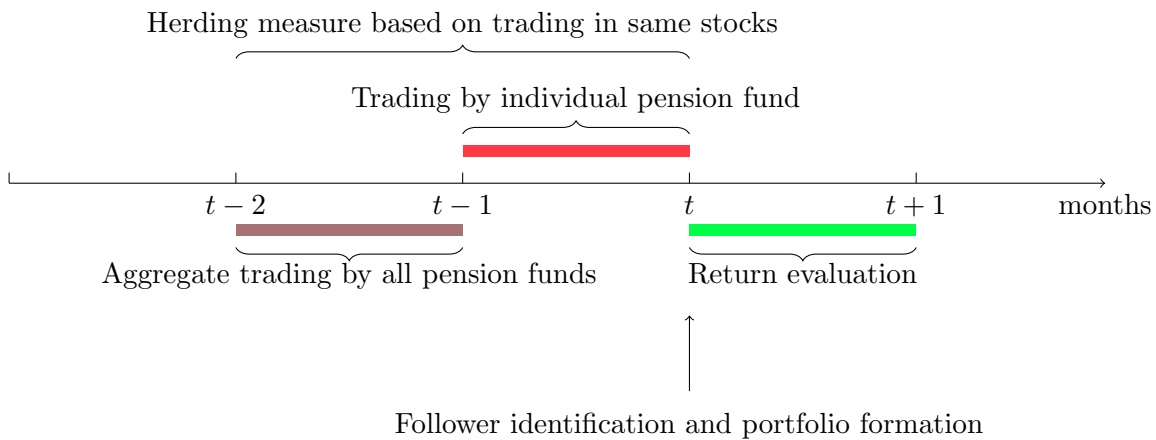 Herding measure based on trading in same stocks
Trading by individual pension fund
t − 2
t − 1
t
t + 1
months
Aggregate trading by all pension funds
Return evaluation
Follower identification and portfolio formation